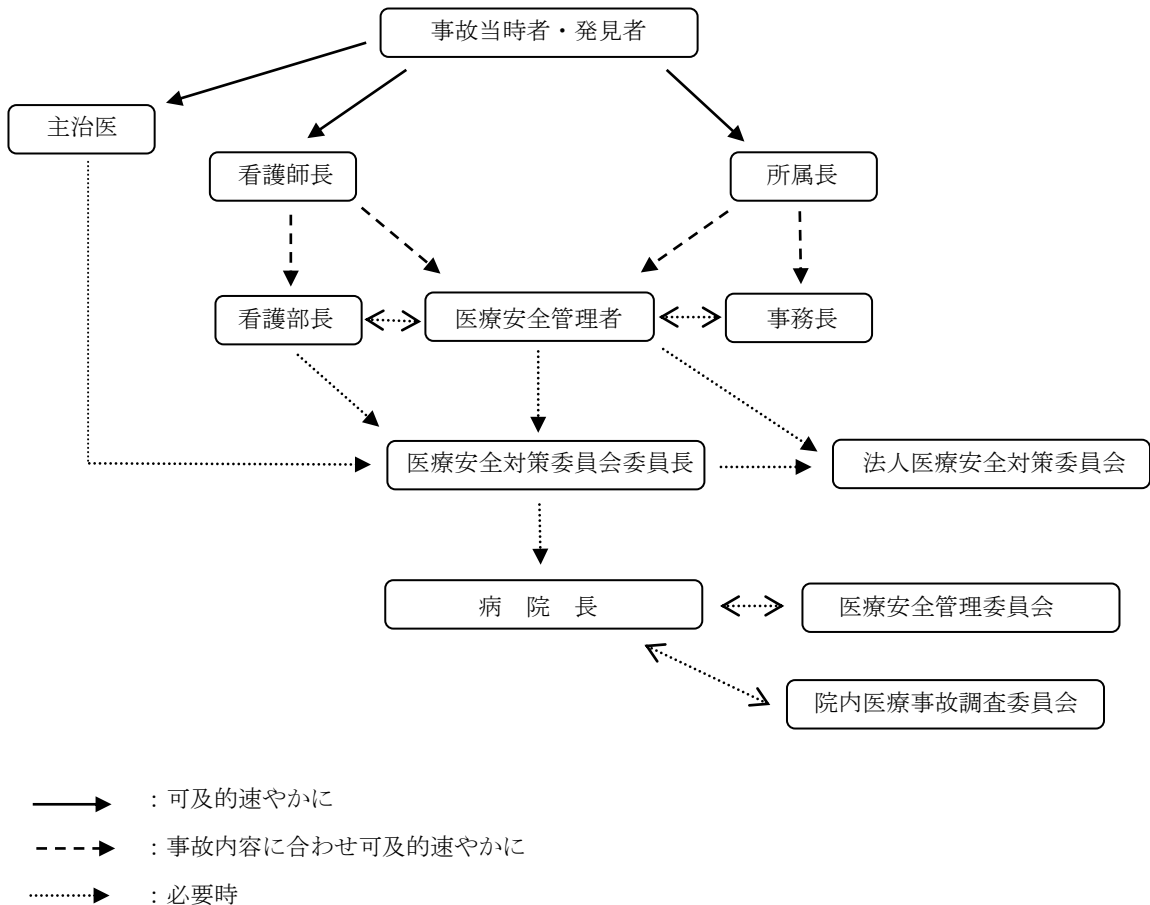 事故当時者・発見者
主治医
看護師長
所属長
看護部長
医療安全管理者
事務長
医療安全対策委員会委員長
法人医療安全対策委員会
病　院　長
医療安全管理委員会
院内医療事故調査委員会
：可及的速やかに
：事故内容に合わせ可及的速やかに
：必要時